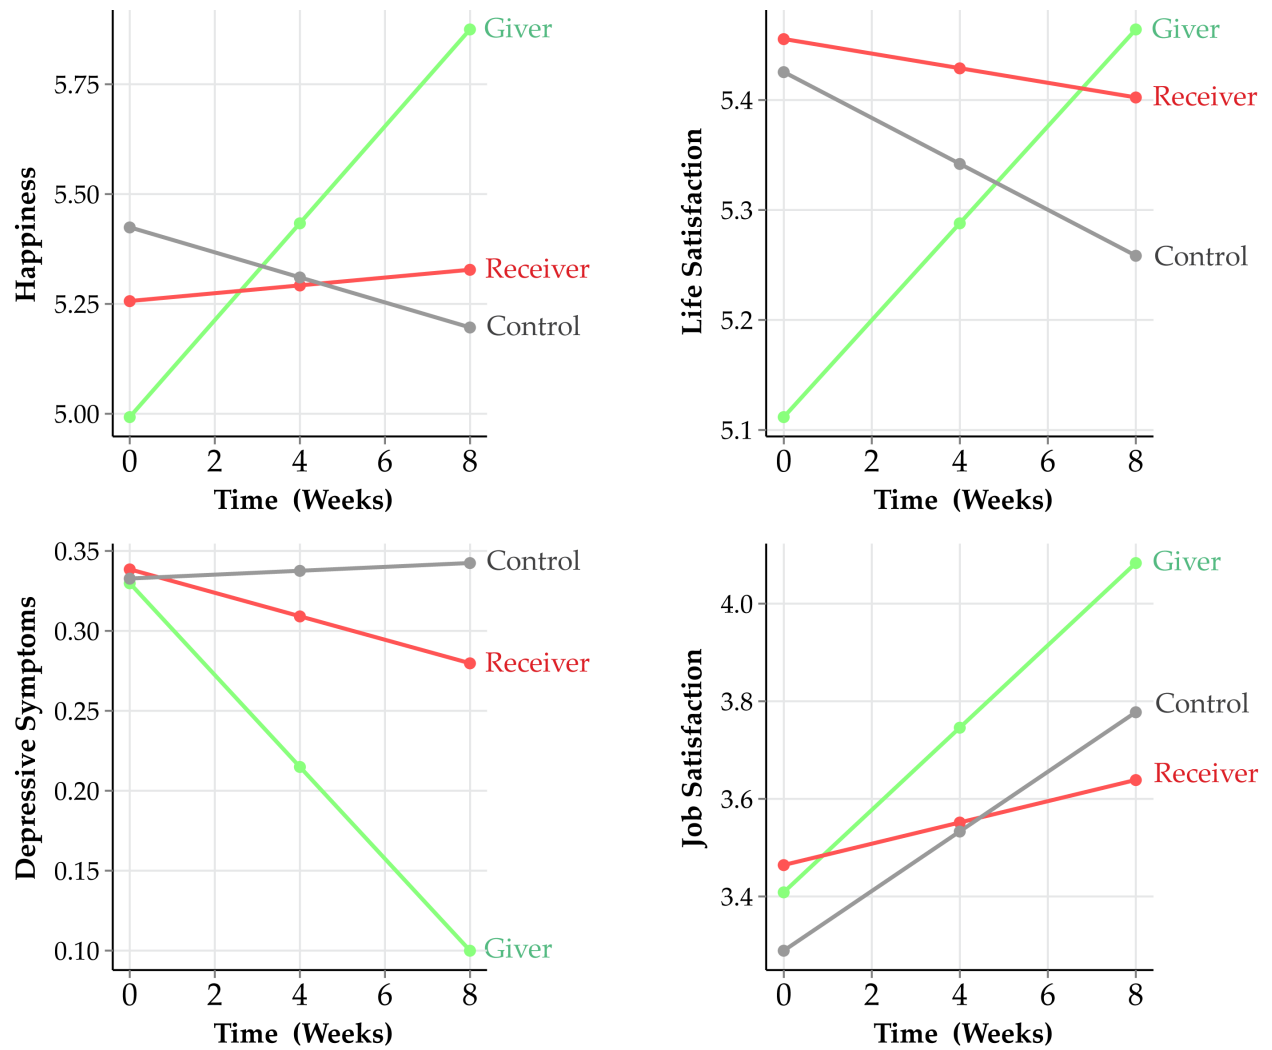 Happiness
5.75
5.50
5.25
5.00
Giver
Receiver
Control
0 2 4 6 8
Time (Weeks)
Life Satisfaction
5.4
5.3
5.2
5.1
Giver
Receiver
Control
0 2 4 6 8
Time (Weeks)
Depressive Symptoms
0.35
0.30
0.25
0.20
0.15
0.10
Control
Receiver
Giver
0 2 4 6 8
Time (Weeks)
Job Satisfaction
4.0
3.8
3.6
3.4
Giver
Control
Receiver
0 2 4 6 8
Time (Weeks)